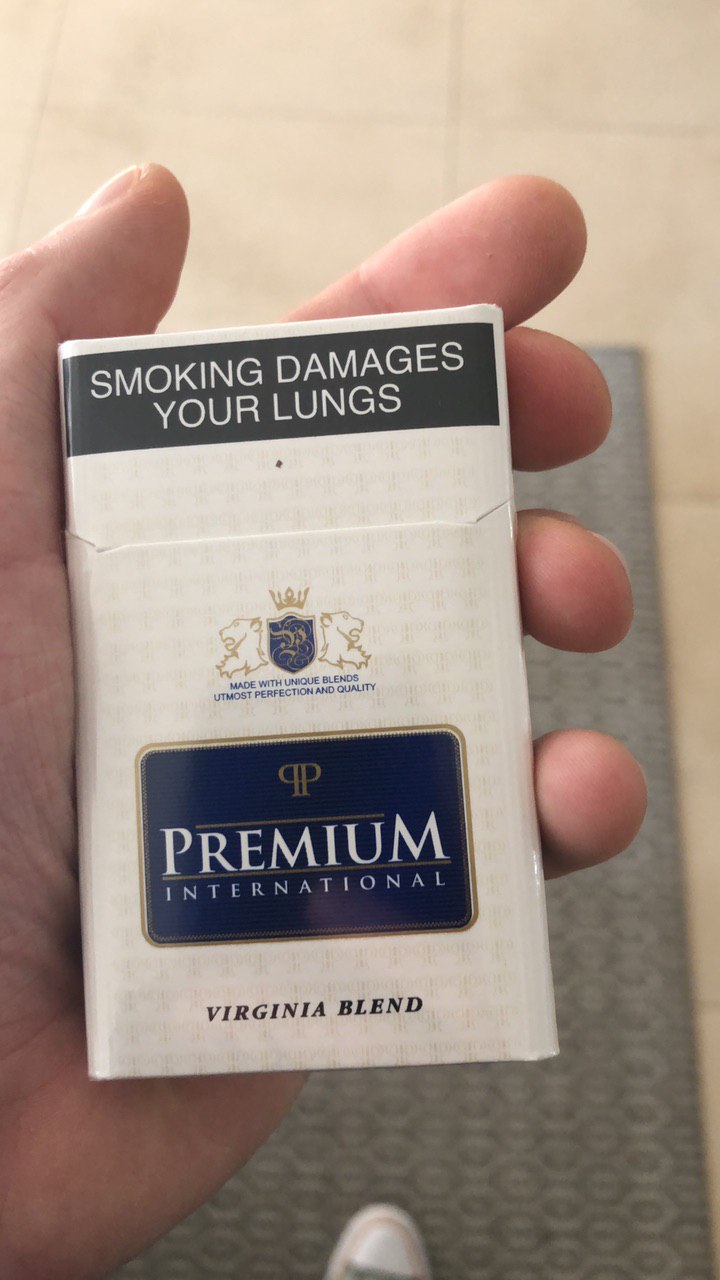 SMOKING DAMAGES
YOUR LUNGS
MADE WITH UNIQUE BLENDS
UTMOST PERFECTION AND QUALITY
PREMIUM
INTERNATIONAL
VIRGINIA BLEND